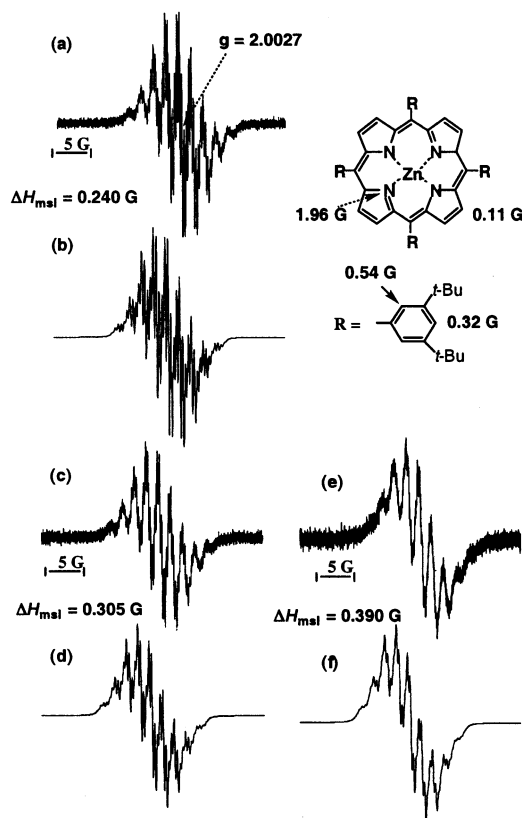 (a)
g = 2.0027
5 G
ΔHmsl = 0.240 G
R
R
R
R
N
N
N
N
Zn
1.96 G
0.11 G
(b)
0.54 G
t-Bu
R =
0.32 G
t-Bu
(c)
5 G
ΔHmsl = 0.305 G
(d)
(e)
5 G
ΔHmsl = 0.390 G
(f)